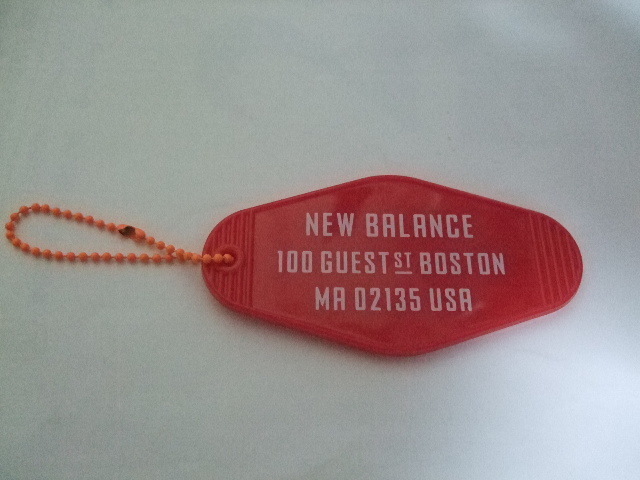 NEW BALANCE
100 GUEST ST BOSTON
MA 02135 USA